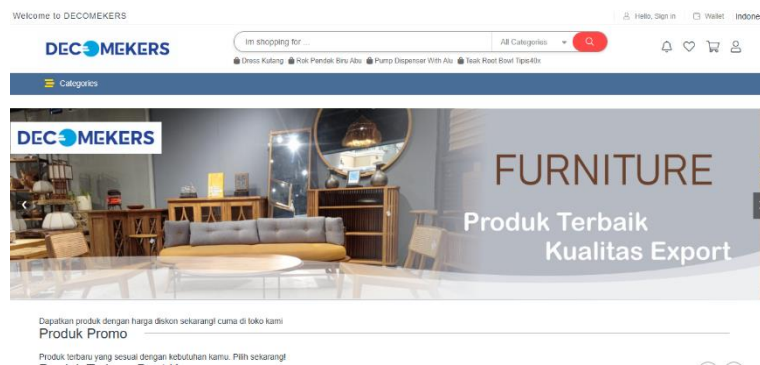 Welcome to DECOMEKERS
Hello, Sign in
Wallet
Indone
DECOMEKERS
Im shopping for ...
All Categories
Dress Kutang
Rok Pendek Biru Abu
Pump Dispenser With Alu
Teak Root Bowl Tipis40x
Categories
DECOMEKERS
FURNITURE
Produk Terbaik
Kualitas Export
Dapatkan produk dengan harga diskon sekarang! cuma di toko kami
Produk Promo
Produk terbaru yang sesuai dengan kebutuhan kamu. Pilih sekarang!